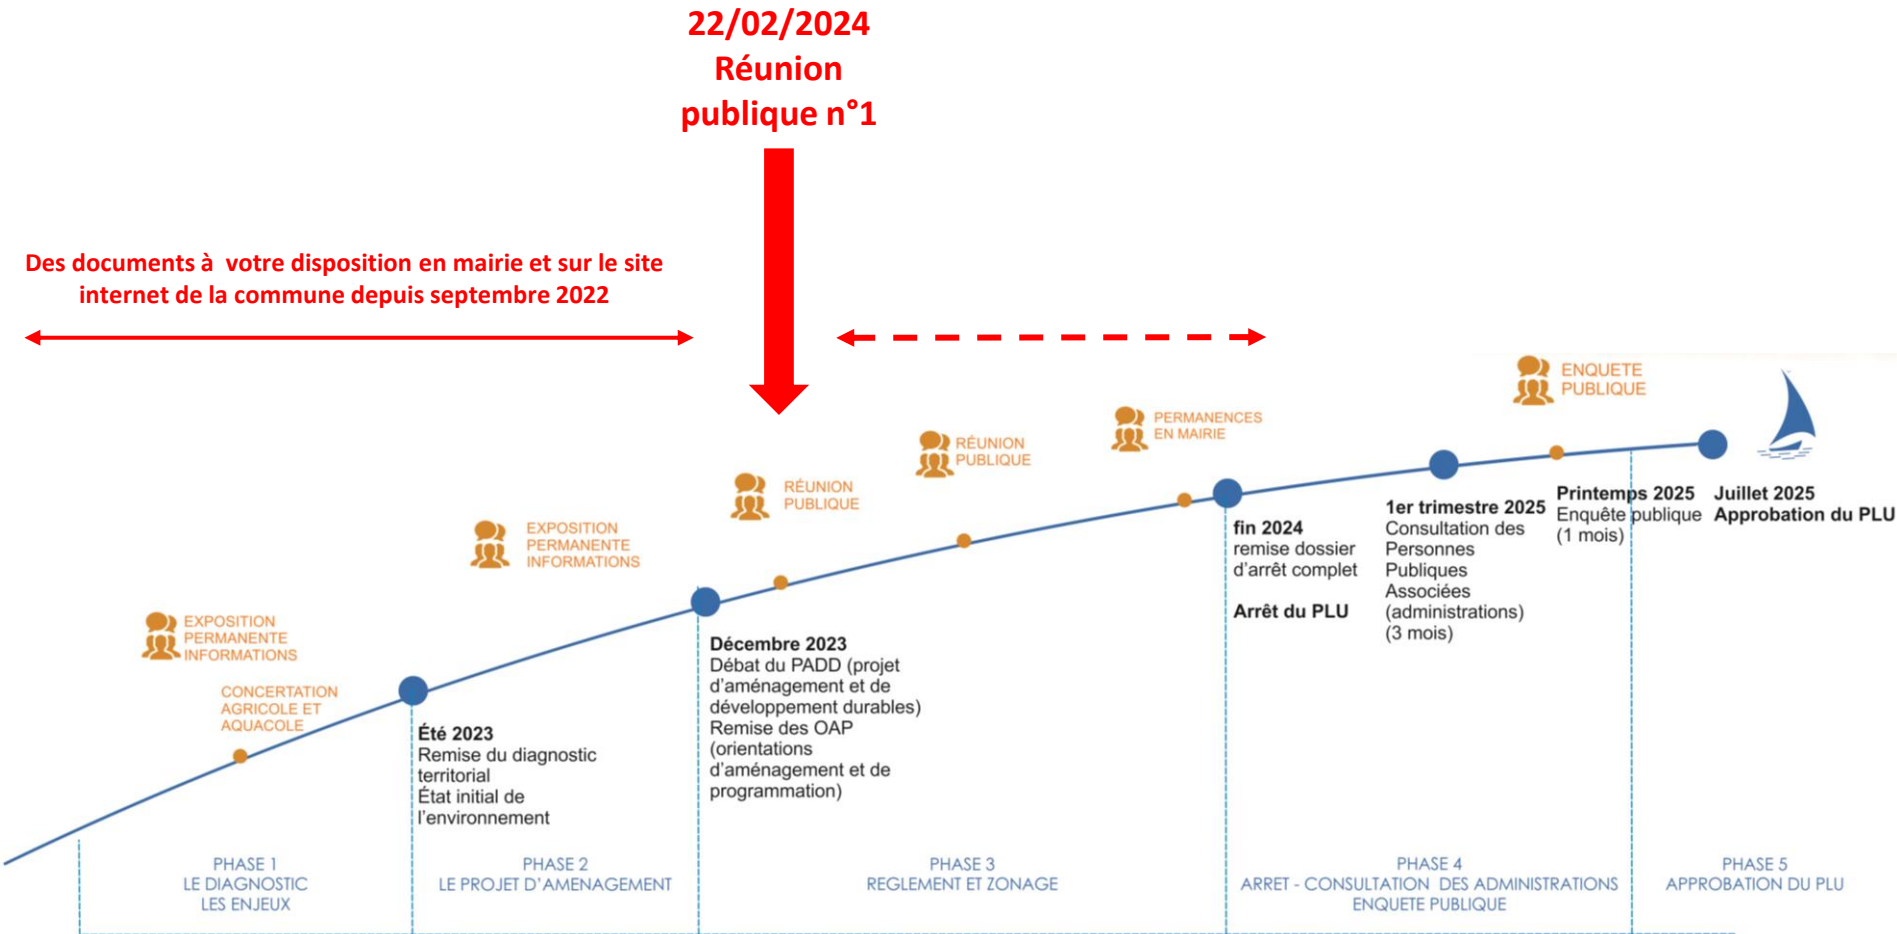 22/02/2024
Réunion
publique n°1
Des documents à  votre disposition en mairie et sur le site
internet de la commune depuis septembre 2022
EXPOSITION
PERMANENTE
INFORMATIONS
CONCERTATION
AGRICOLE ET
AQUACOLE
EXPOSITION
PERMANENTE
INFORMATIONS
RÉUNION
PUBLIQUE
RÉUNION
PUBLIQUE
PERMANENCES
EN MAIRIE
ENQUETE
PUBLIQUE
Été 2023
Remise du diagnostic
territorial
État initial de
l'environnement
Décembre 2023
Débat du PADD (projet
d'aménagement et de
développement durables)
Remise des OAP
(orientations
d'aménagement et de
programmation)
fin 2024
remise dossier
d'arrêt complet
Arrêt du PLU
1er trimestre 2025
Consultation des
Personnes
Publiques
Associées
(administrations)
(3 mois)
Printemps 2025
Enquête publique
(1 mois)
Juillet 2025
Approbation du PLU
PHASE 1
LE DIAGNOSTIC
LES ENJEUX
PHASE 2
LE PROJET D'AMENAGEMENT
PHASE 3
REGLEMENT ET ZONAGE
PHASE 4
ARRET - CONSULTATION  DES ADMINISTRATIONS
ENQUETE PUBLIQUE
PHASE 5
APPROBATION DU PLU